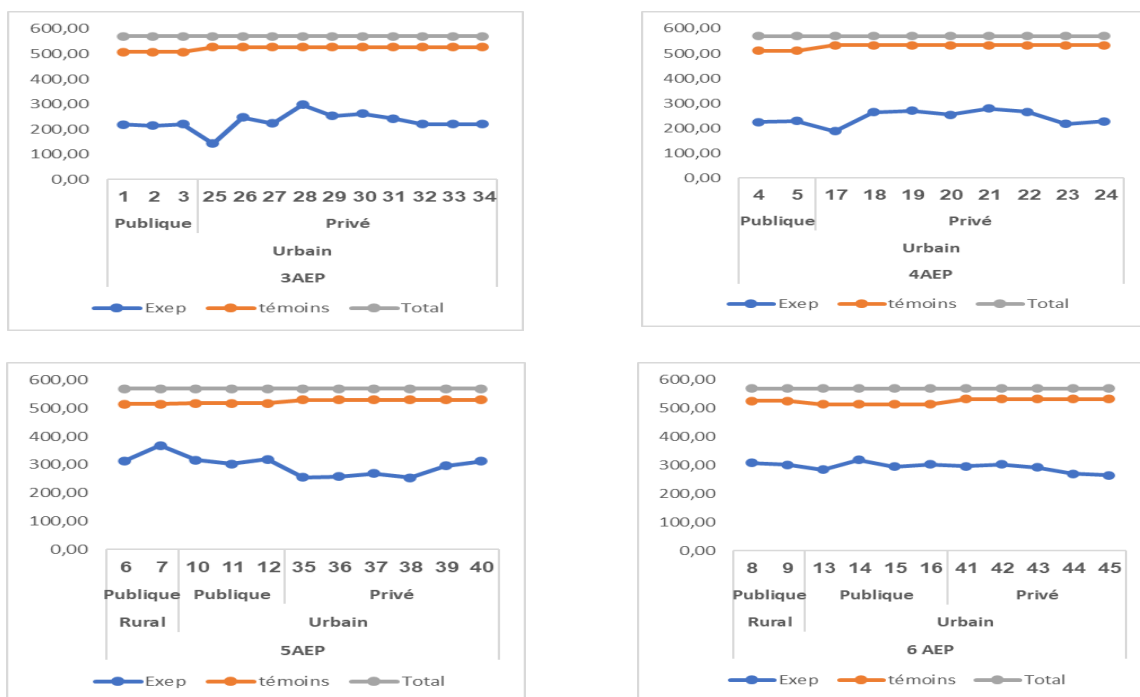 600,00
500,00
400,00
300,00
200,00
100,00
0,00
1 2 3 25 26 27 28 29 30 31 32 33 34
Publique Privé
Urbain
3AEP
Exep témoins Total
600,00
500,00
400,00
300,00
200,00
100,00
0,00
4 5 17 18 19 20 21 22 23 24
Publique Privé
Urbain
4AEP
Exep témoins Total
600,00
500,00
400,00
300,00
200,00
100,00
0,00
6 7 10 11 12 35 36 37 38 39 40
Publique Publique Privé
Rural Urbain
5AEP
Exep témoins Total
600,00
500,00
400,00
300,00
200,00
100,00
0,00
8 9 13 14 15 16 41 42 43 44 45
Publique Publique Privé
Rural Urbain
6 AEP
Exep témoins Total